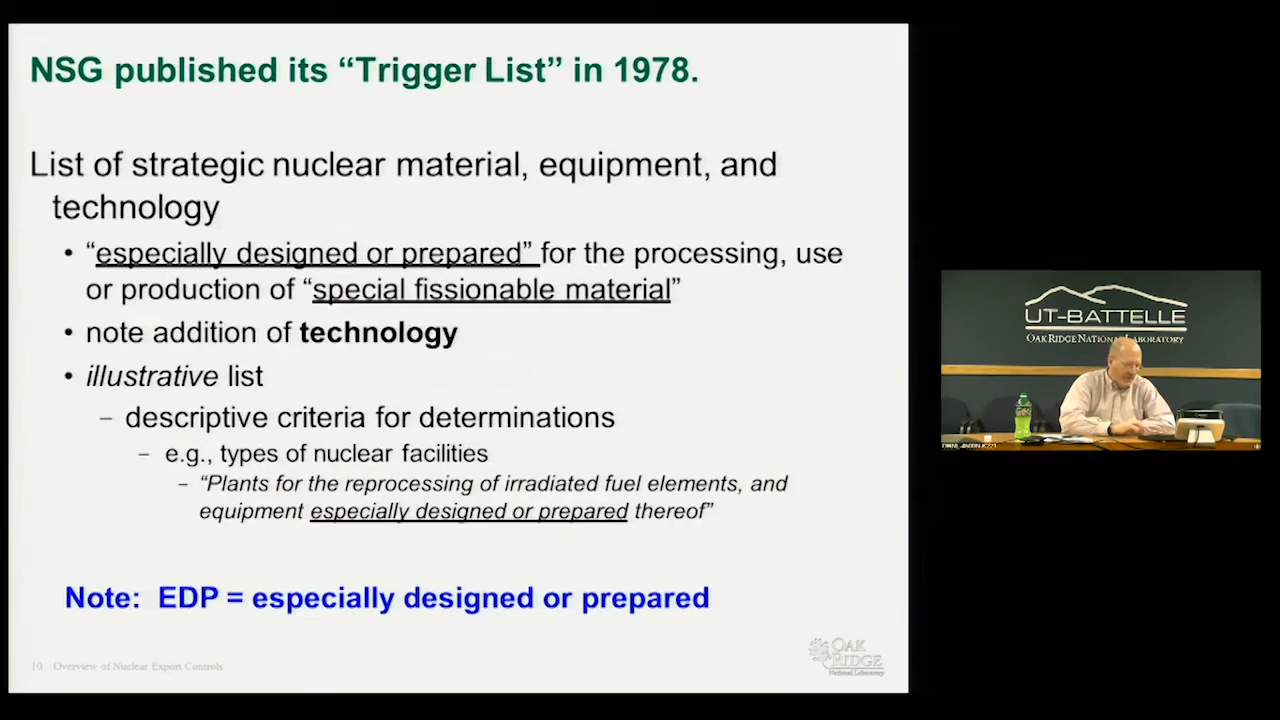 NSG published its “Trigger List” in 1978.
List of strategic nuclear material, equipment, and
technology
• “especially designed or prepared” for the processing, use
or production of “special fissionable material”
• note addition of technology
• illustrative list
– descriptive criteria for determinations
– e.g., types of nuclear facilities
– “Plants for the reprocessing of irradiated fuel elements, and
equipment especially designed or prepared thereof”
Note: EDP = especially designed or prepared
10 Overview of Nuclear Export Controls
OAK
RIDGE
National Laboratory
UT-BATTELLE
OAK RIDGE NATIONAL LABORATORY